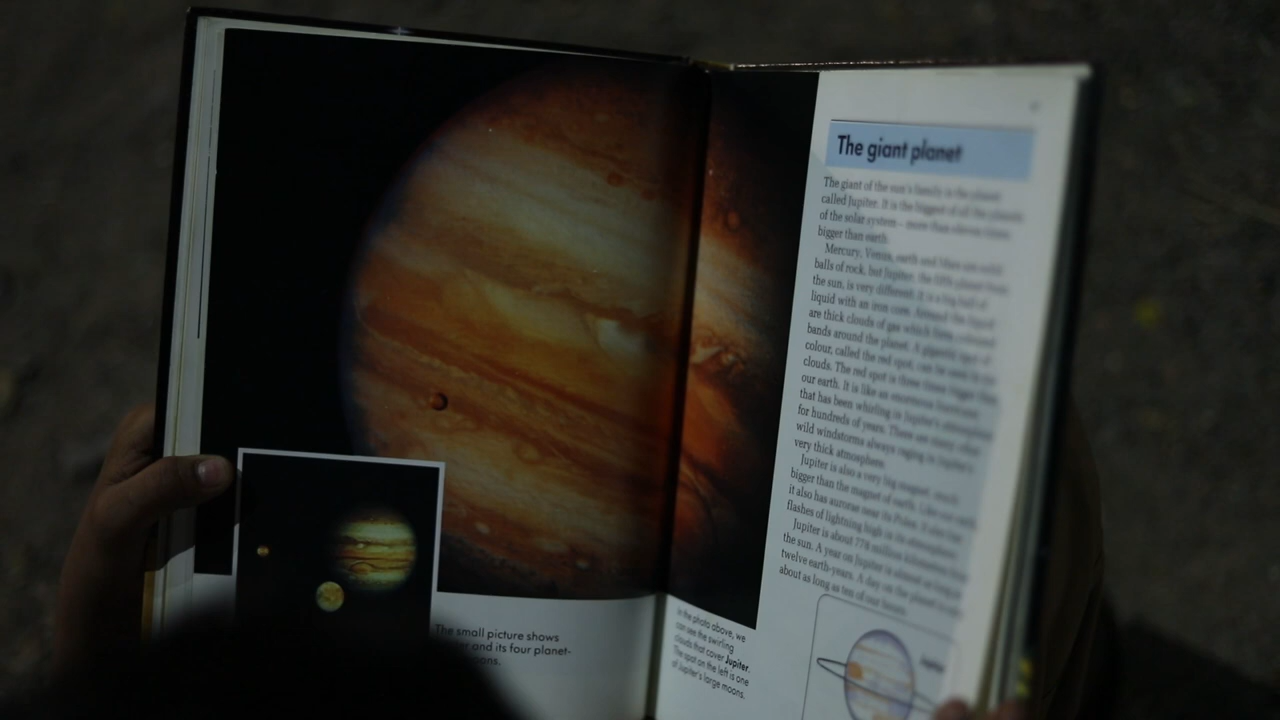 The small picture shows
and its four planet-
In the photo above, we
can see the swirling
clouds that cover Jupiter.
The spot on the left is one
of Jupiter's large moons.
The giant planet
The giant of the sun's family is the planet
called Jupiter. It is the biggest of all the planets
of the solar system – more than eleven times
bigger than earth.
Mercury, Venus, earth and Mars are solid
balls of rock, but Jupiter, the fifth planet from
the sun, is very different. It is a big ball of
liquid with an iron core. Around the liquid
are thick clouds of gas which form coloured
bands around the planet. A gigantic spot of
colour, called the red spot, can be seen in the
clouds. The red spot is three times bigger than
our earth. It is like an enormous hurricane
that has been whirling in Jupiter's atmosphere
for hundreds of years. There are many other
wild windstorms always raging in Jupiter's
very thick atmosphere.
Jupiter is also a very big magnet, much
bigger than the magnet of earth. Like our earth
it also has aurorae near its Poles. It also has
flashes of lightning high in its atmosphere.
Jupiter is about 778 million kilometres from
the sun. A year on Jupiter is almost as long as
twelve earth-years. A day on the planet is only
about as long as ten of our hours.
Jupiter